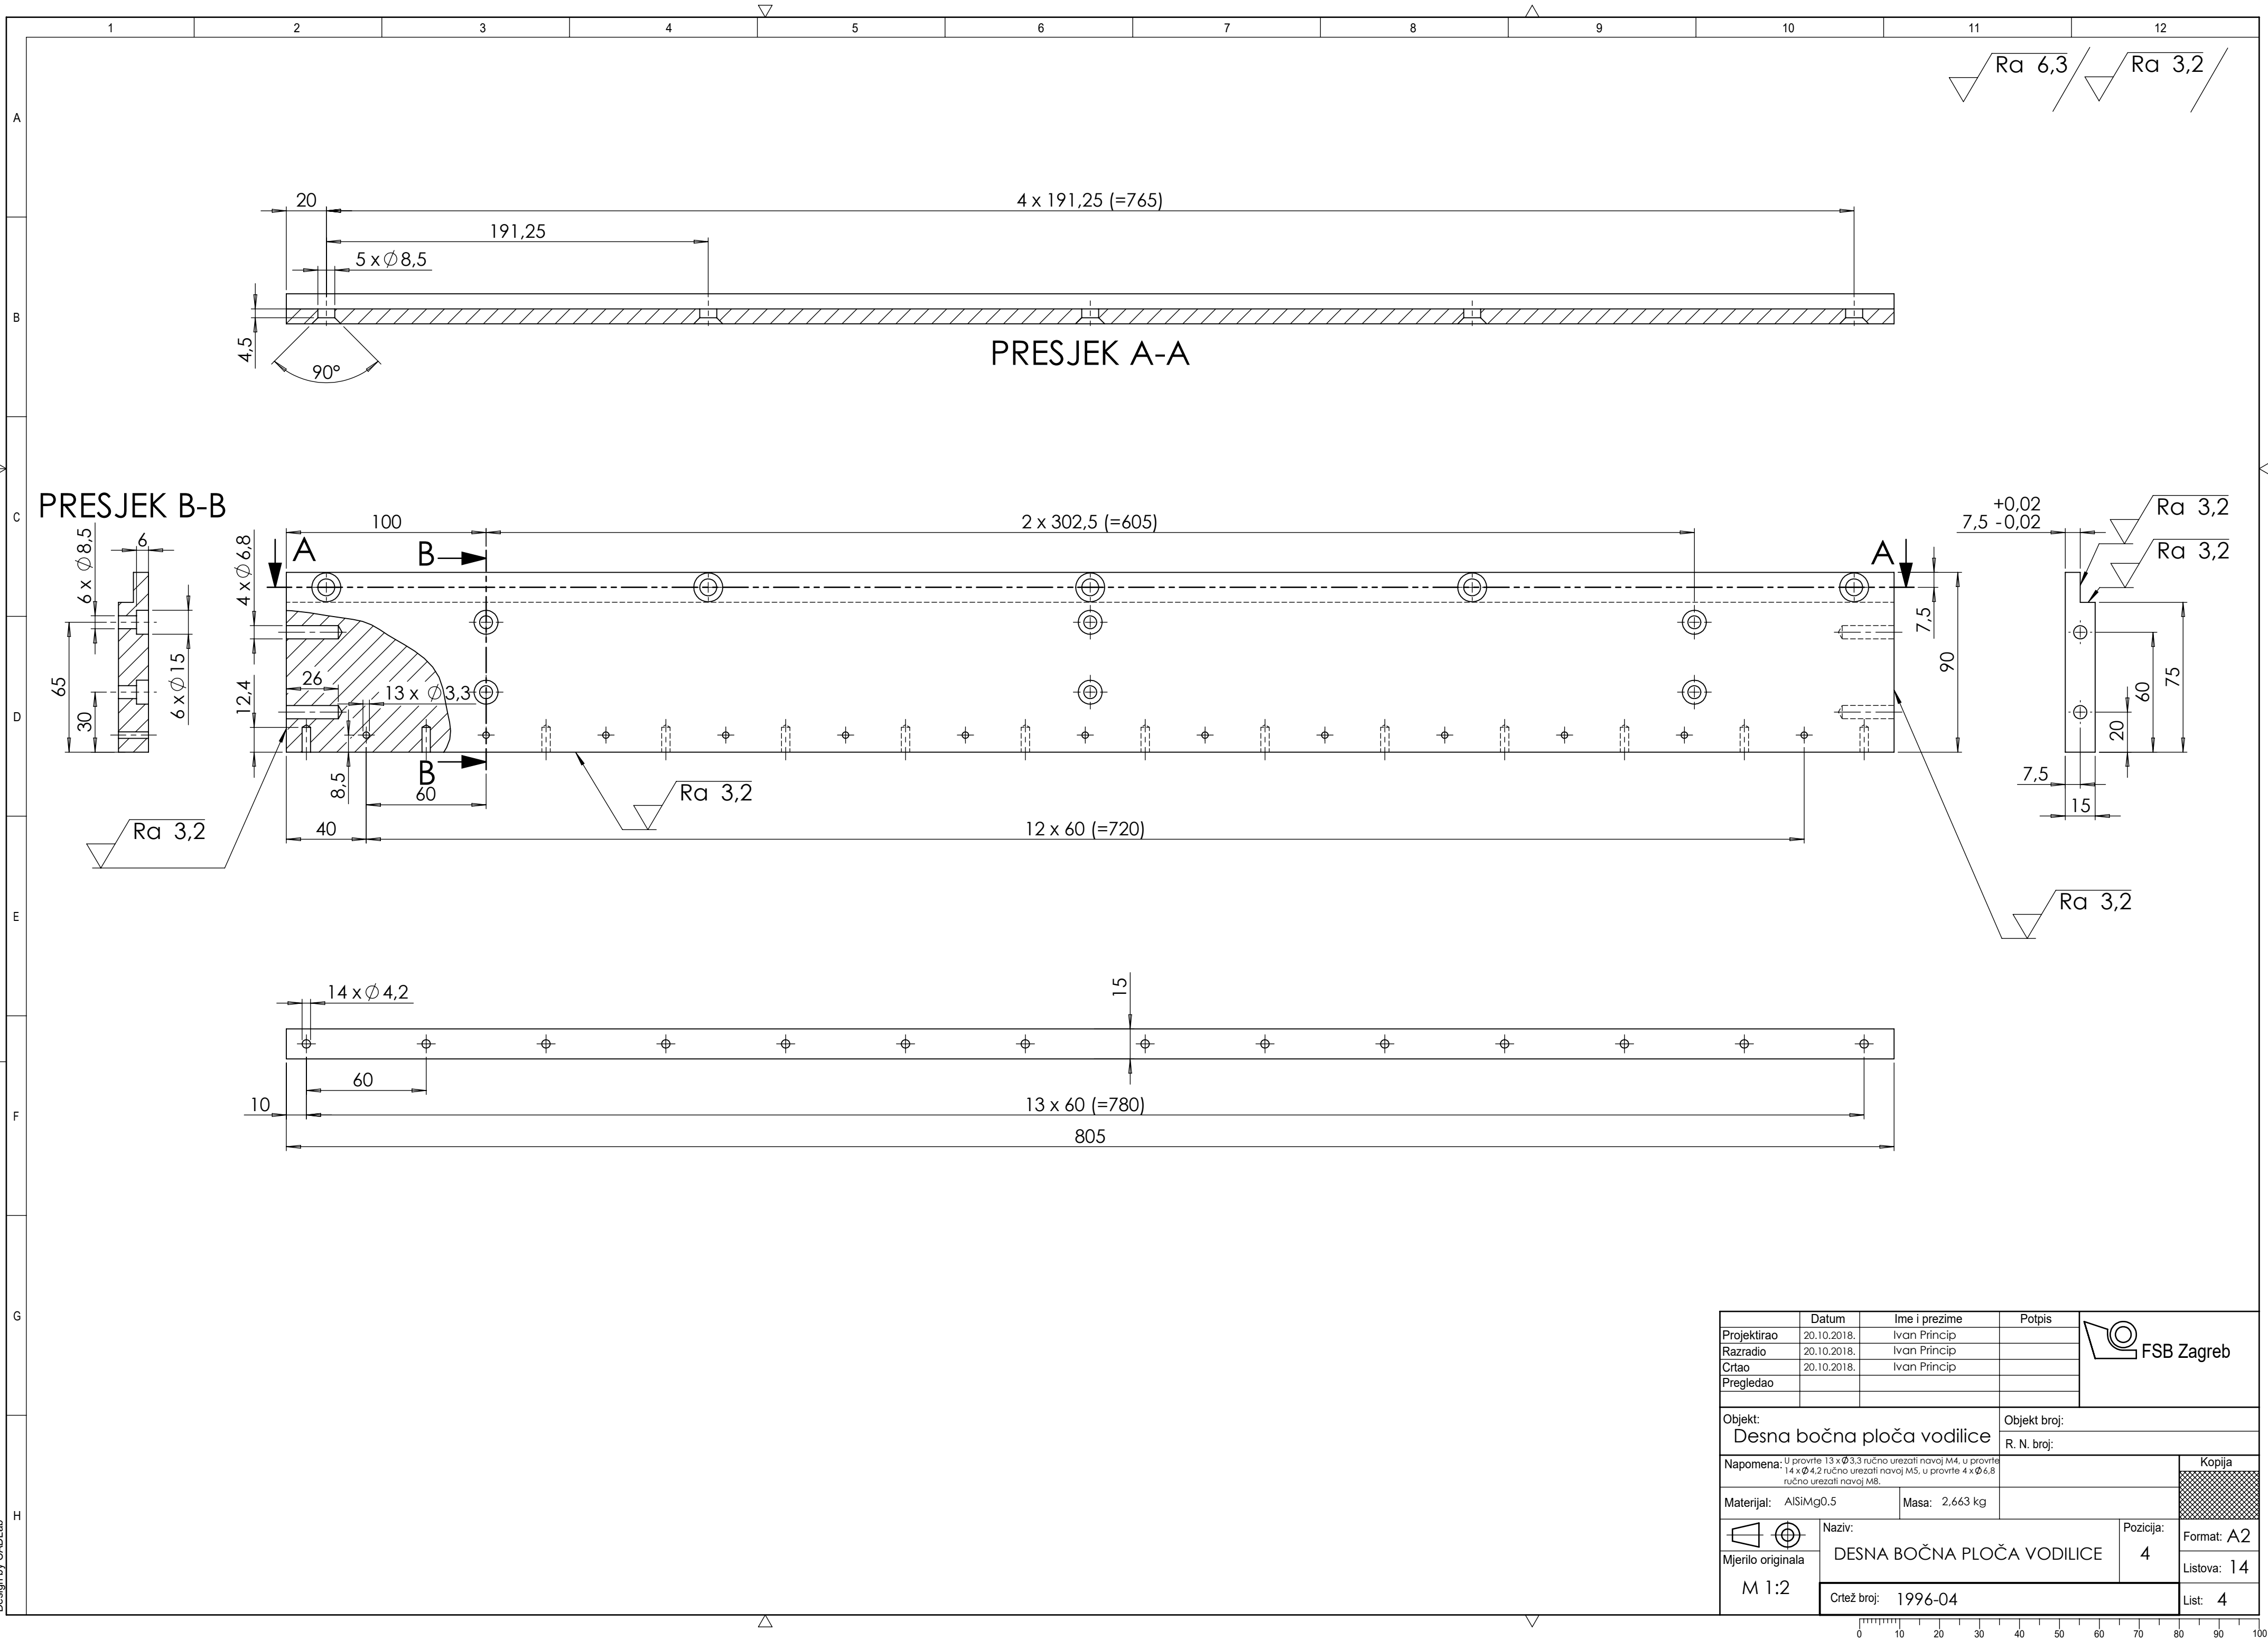 1 2 3 4 5 6 7 8 9 10 11 12
A
B
C
D
E
F
G
H
Ra 6,3
Ra 3,2
20
4 x 191,25 (=765)
191,25
5 x Ø 8,5
4,5
90°
PRESJEK A-A
PRESJEK B-B
6 x Ø 8,5
6
6 x Ø 15
65
30
100
2 x 302,5 (=605)
4 x Ø 6,8
A
B
A
26
13 x Ø 3,3
12,4
8,5
B
60
40
12 x 60 (=720)
Ra 3,2
Ra 3,2
7,5
90
+0,02
7,5 -0,02
Ra 3,2
Ra 3,2
60
75
20
7,5
15
Ra 3,2
14 x Ø 4,2
15
60
10
13 x 60 (=780)
805
Datum Ime i prezime Potpis
Projektirao 20.10.2018. Ivan Princip
Razradio 20.10.2018. Ivan Princip
Crtao 20.10.2018. Ivan Princip
Pregledao
FSB Zagreb
Objekt:
Desna bočna ploča vodilice
Objekt broj:
R. N. broj:
Napomena: U provrte 13 x Ø 3,3 ručno urezati navoj M4, u provrte
14 x Ø 4,2 ručno urezati navoj M5, u provrte 4 x Ø 6,8
ručno urezati navoj M8.
Kopija
Materijal: AlSiMg0.5
Masa: 2,663 kg
Naziv:
DESNA BOČNA PLOČA VODILICE
Pozicija:
4
Format: A2
Mjerilo originala
M 1:2
Listova: 14
Crtež broj: 1996-04
List: 4
Design by CADLab
0 10 20 30 40 50 60 70 80 90 100